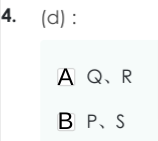 4. (d) :
A Q、R
B P、S